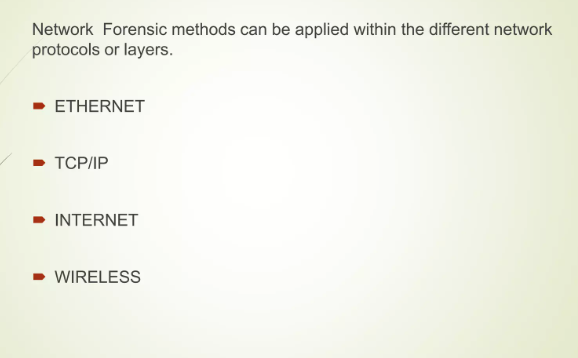 Network  Forensic methods can be applied within the different network
protocols or layers.
ETHERNET
TCP/IP
INTERNET
WIRELESS